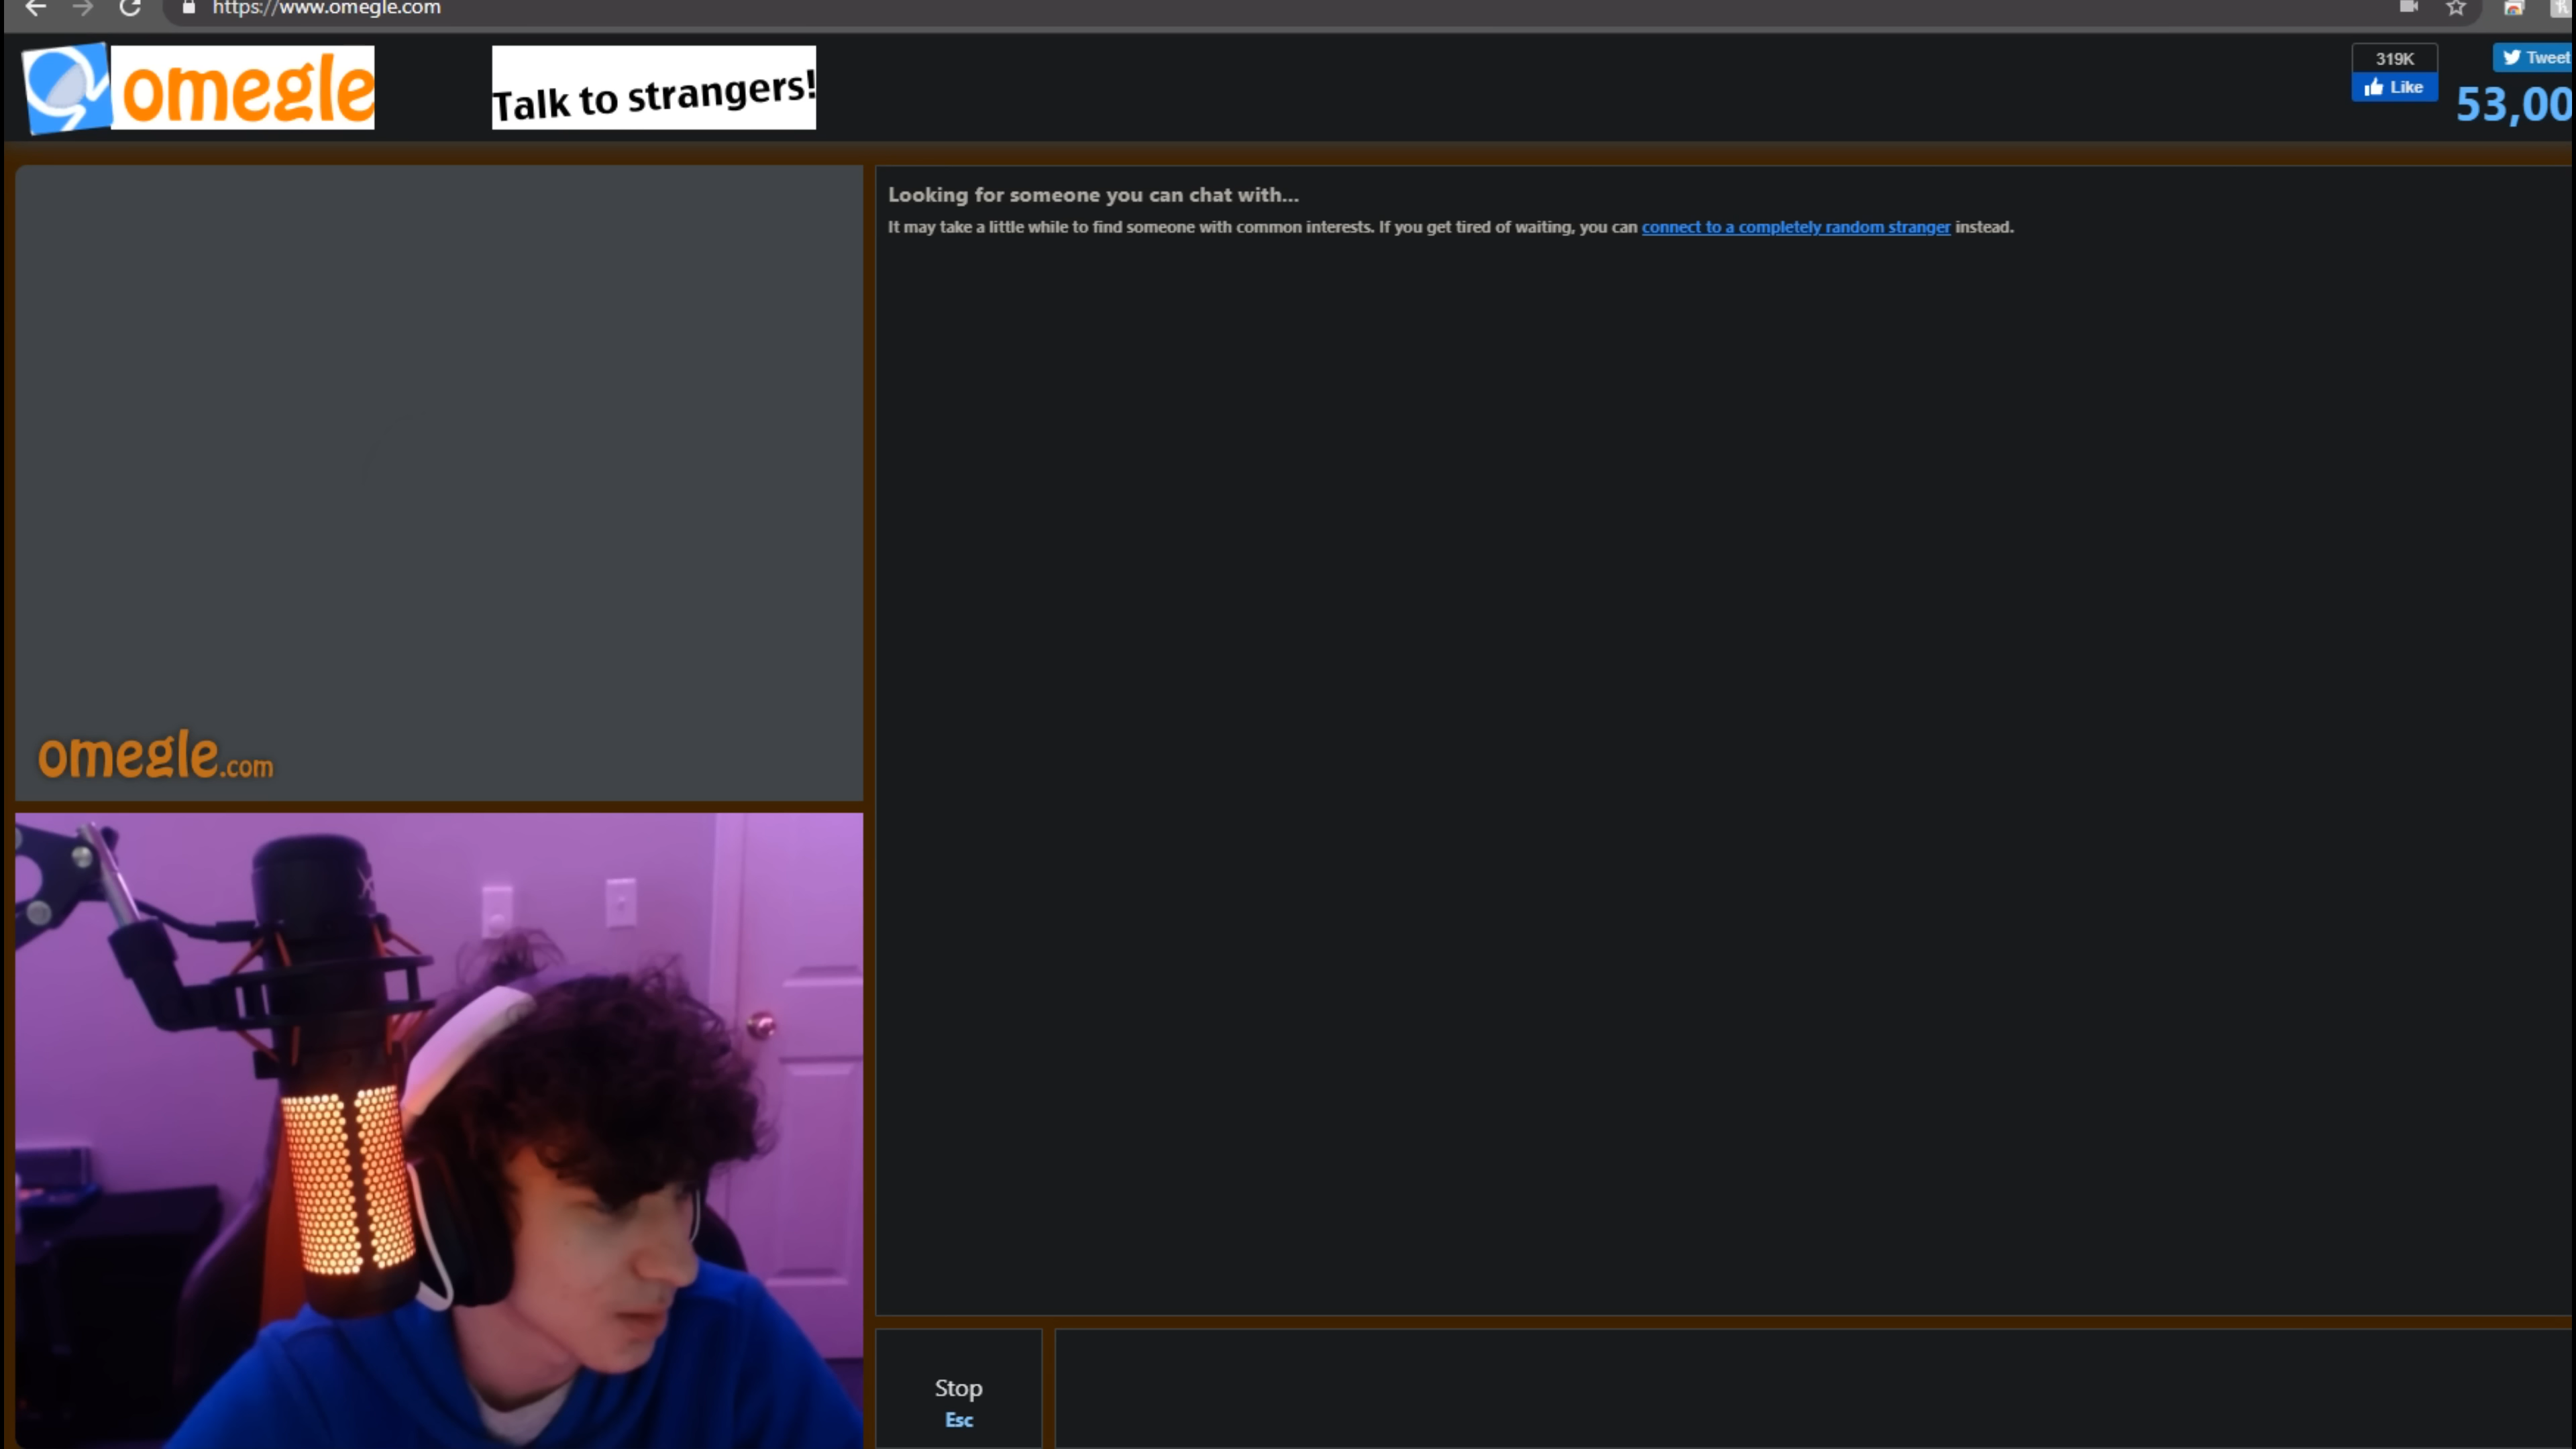 https://www.omegle.com
omegle
Talk to strangers!
319K
Like
Tweet
53,00
Looking for someone you can chat with...
It may take a little while to find someone with common interests. If you get tired of waiting, you can connect to a completely random stranger instead.
omegle.com
Stop
Esc